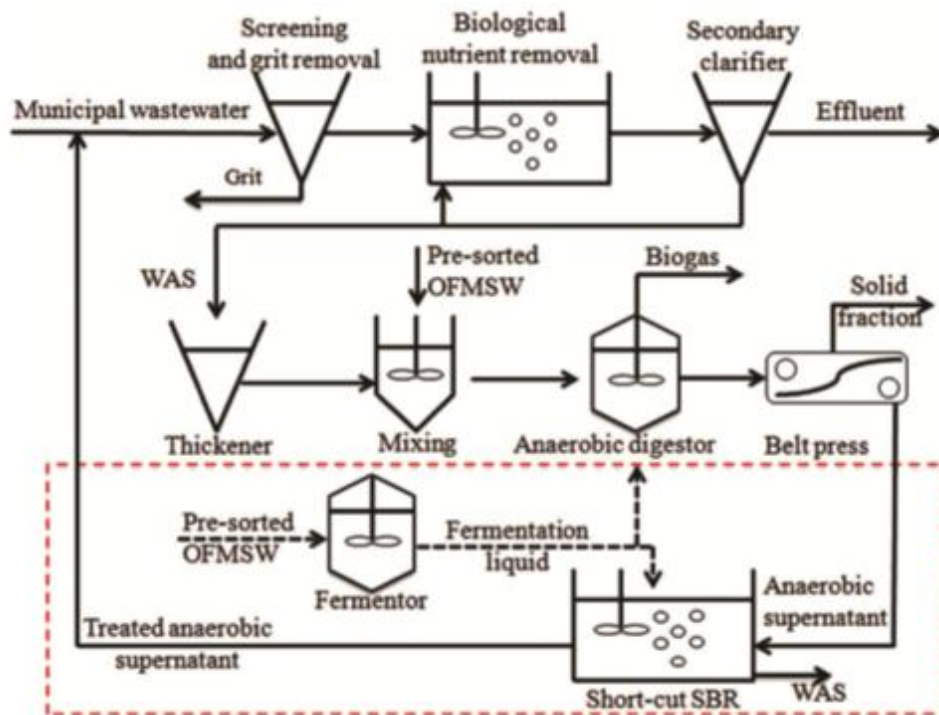 Screening
and grit removal
Biological
nutrient removal
Secondary
clarifier
Municipal wastewater
Effluent
Grit
WAS
Pre-sorted
OFMSW
Biogas
Solid
fraction
Thickener
Mixing
Anaerobic digestor
Belt press
Pre-sorted
OFMSW
Fermentation
liquid
Fermentor
Anaerobic
supernatant
Treated anaerobic
supernatant
Short-cut SBR
WAS